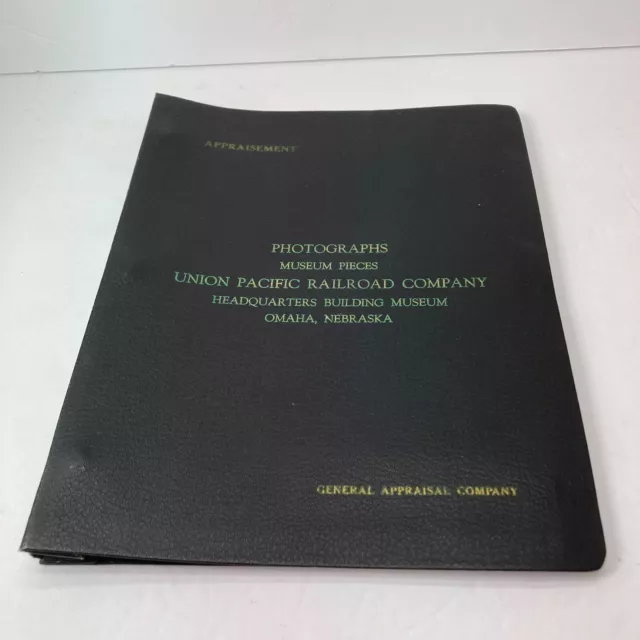 APPRAISEMENT
PHOTOGRAPHS
MUSEUM PIECES
UNION PACIFIC RAILROAD COMPANY
HEADQUARTERS BUILDING MUSEUM
OMAHA, NEBRASKA
GENERAL APPRAISAL COMPANY